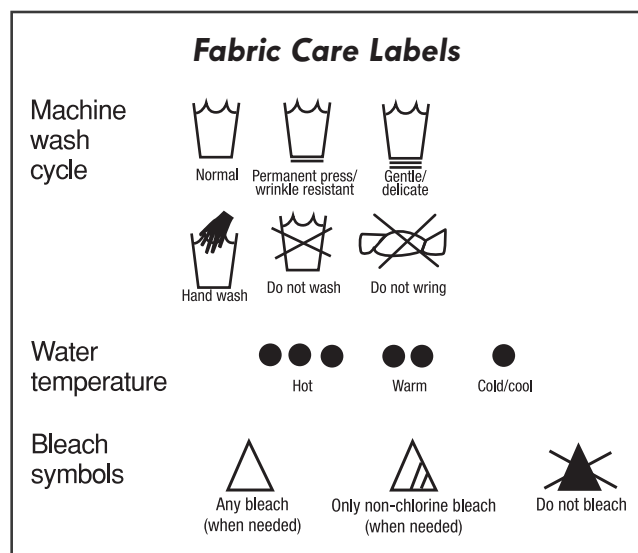 Fabric Care Labels
Machine
wash
cycle
Normal
Permanent press/
wrinkle resistant
Gentle/
delicate
Hand wash
Do not wash
Do not wring
Water
temperature
Hot
Warm
Cold/cool
Bleach
symbols
Any bleach
(when needed)
Only non-chlorine bleach
(when needed)
Do not bleach